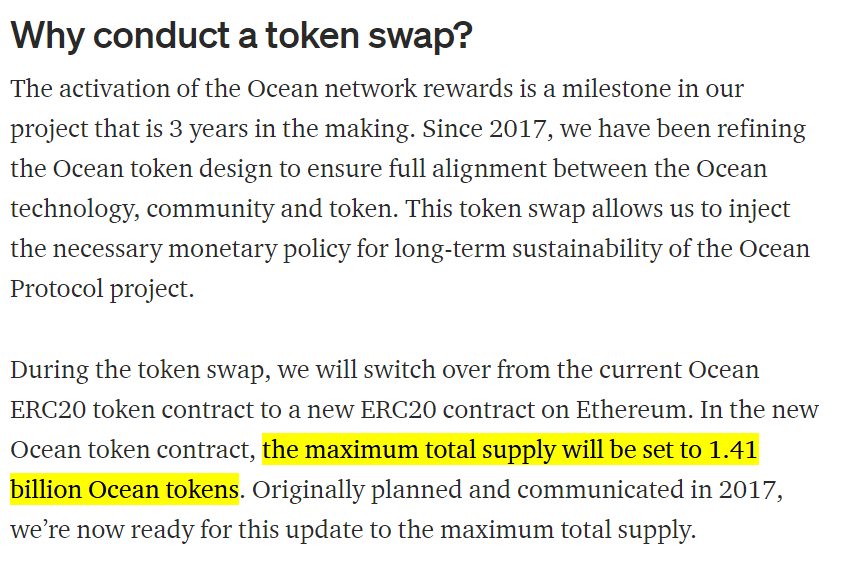 Why conduct a token swap?
The activation of the Ocean network rewards is a milestone in our
project that is 3 years in the making. Since 2017, we have been refining
the Ocean token design to ensure full alignment between the Ocean
technology, community and token. This token swap allows us to inject
the necessary monetary policy for long-term sustainability of the Ocean
Protocol project.
During the token swap, we will switch over from the current Ocean
ERC20 token contract to a new ERC20 contract on Ethereum. In the new
Ocean token contract, the maximum total supply will be set to 1.41
billion Ocean tokens. Originally planned and communicated in 2017,
we’re now ready for this update to the maximum total supply.